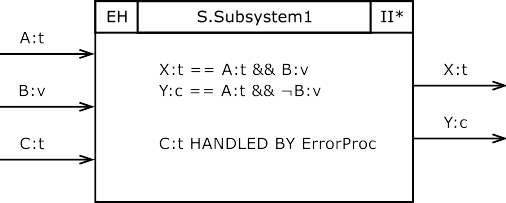 EH S.Subsystem1 II*
A:t
X:t == A:t && B:v
X:t
B:v
Y:c == A:t && ¬B:v
Y:c
C:t
C:t HANDLED BY ErrorProc